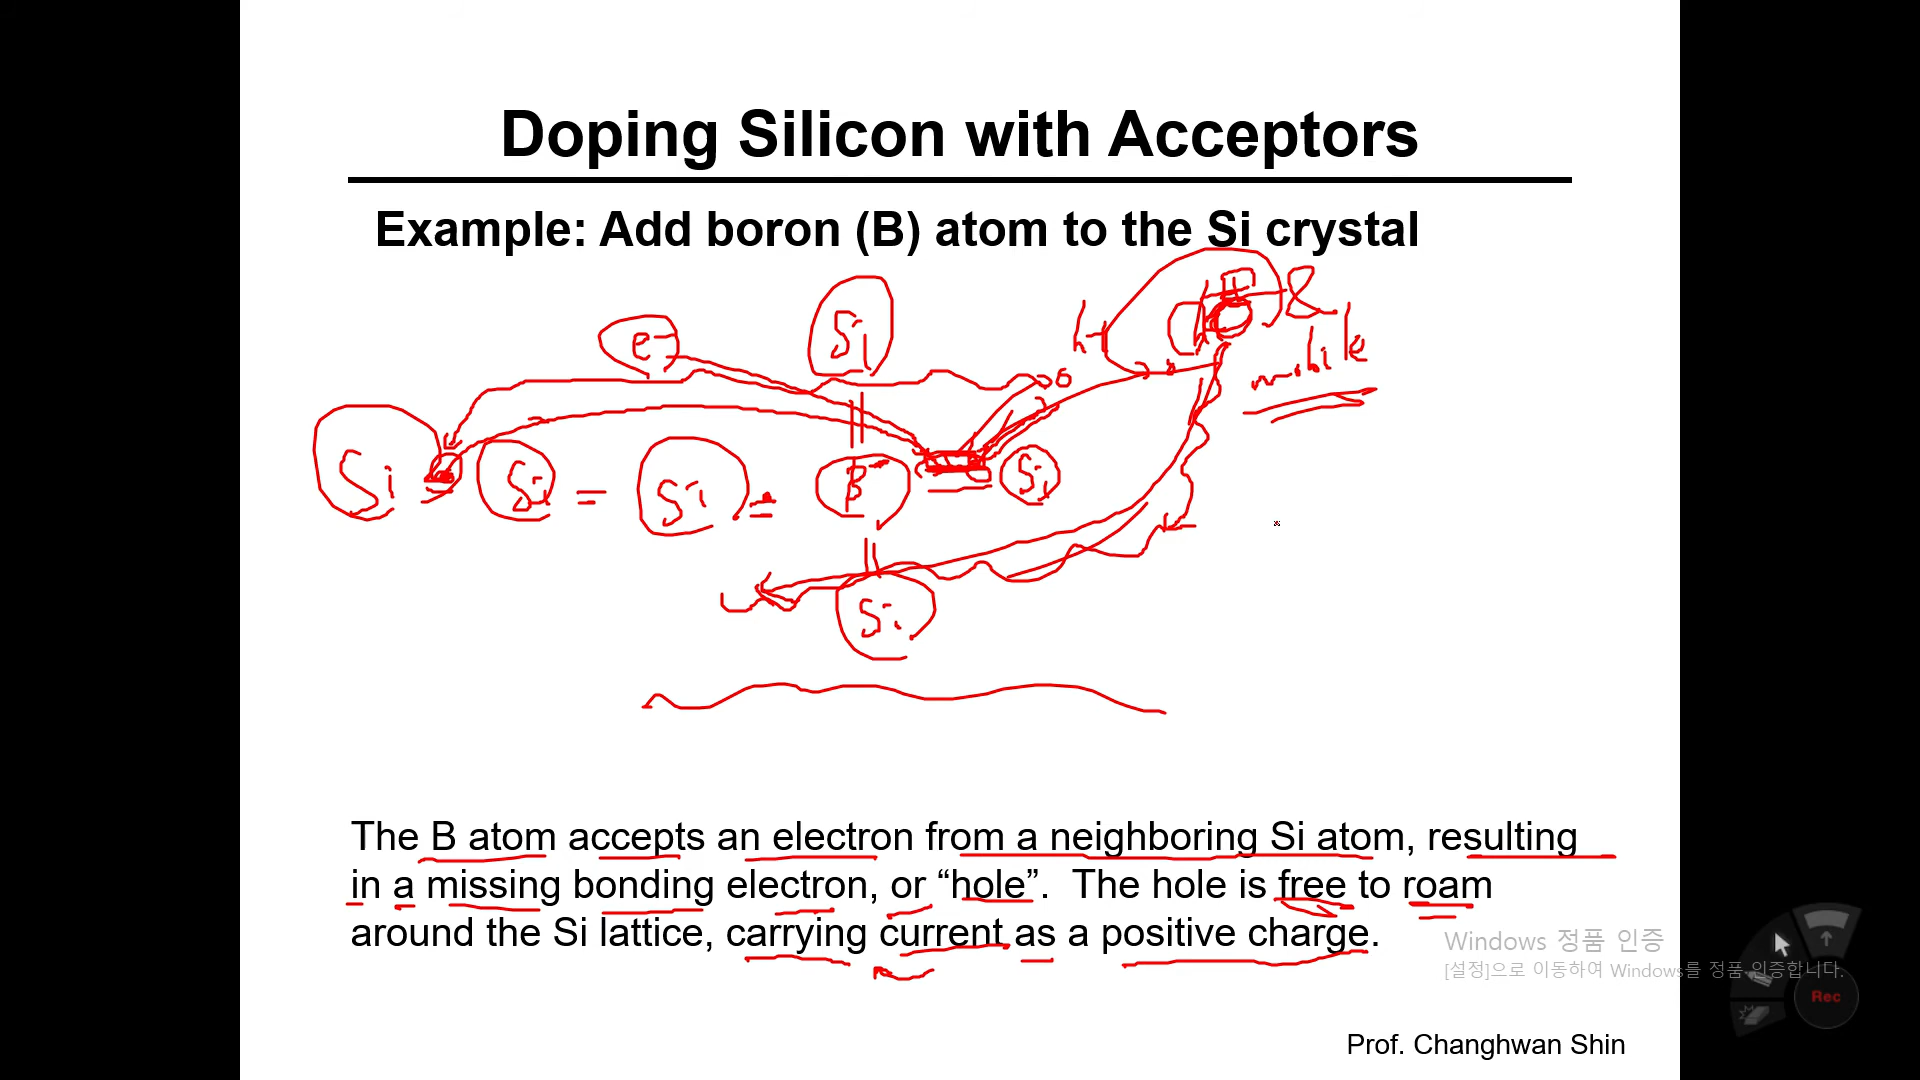 Doping Silicon with Acceptors
Example: Add boron (B) atom to the Si crystal
e-
Si
h+
mobile
Si
Si = Si = B- Si
Si
The B atom accepts an electron from a neighboring Si atom, resulting
in a missing bonding electron, or “hole”.  The hole is free to roam
around the Si lattice, carrying current as a positive charge.
Windows 정품 인증
[설정]으로 이동하여 Windows를 정품 인증합니다.
Rec
Prof. Changhwan Shin